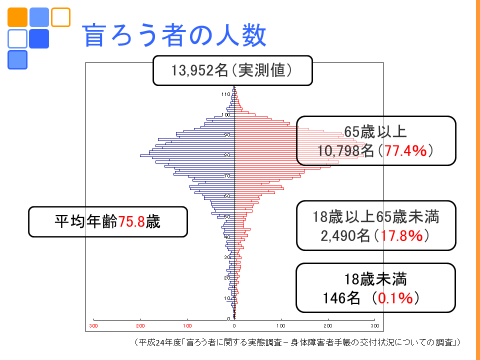 盲ろう者の人数
13,952名(実測値)
65歳以上
10,798名(77.4%)
平均年齢75.8歳
18歳以上65歳未満
2,490名(17.8%)
18歳未満
146名 (0.1%)
300 200 100 0 100 200 300
(平成24年度「盲ろう者に関する実態調査-身体障害者手帳の交付状況についての調査」)